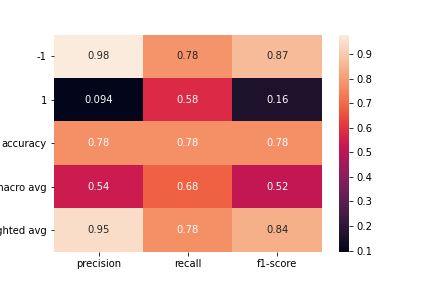 -1 0.98 0.78 0.87
1 0.094 0.58 0.16
accuracy 0.78 0.78 0.78
macro avg 0.54 0.68 0.52
ghted avg 0.95 0.78 0.84
precision recall f1-score
0.9
0.8
0.7
0.6
0.5
0.4
0.3
0.2
0.1